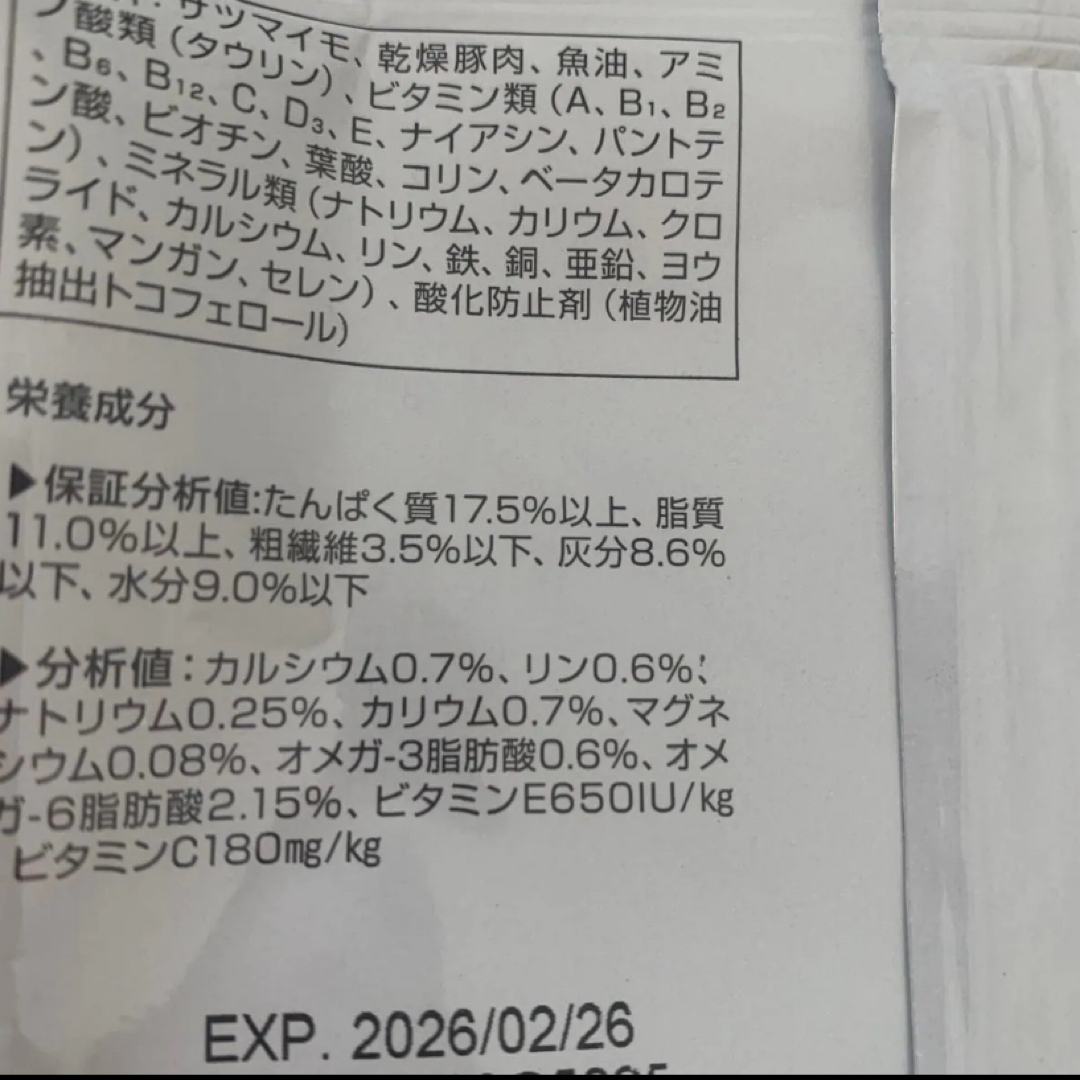 サツマイモ、乾燥豚肉、魚油、アミ
ノ酸類（タウリン）、ビタミン類（A、B1、B2
、B6、B12、C、D3、E、ナイアシン、パントテ
ン酸、ビオチン、葉酸、コリン、ベータカロテ
ン）、ミネラル類（ナトリウム、カリウム、クロ
ライド、カルシウム、リン、鉄、銅、亜鉛、ヨウ
素、マンガン、セレン）、酸化防止剤（植物油
抽出トコフェロール）
栄養成分
▶保証分析値:たんぱく質17.5%以上、脂質
11.0%以上、粗繊維3.5%以下、灰分8.6%
以下、水分9.0%以下
▶分析値：カルシウム0.7%、リン0.6%、
ナトリウム0.25%、カリウム0.7%、マグネ
シウム0.08%、オメガ-3脂肪酸0.6%、オメ
ガ-6脂肪酸2.15%、ビタミンE650IU/kg
ビタミンC180mg/kg
EXP. 2026/02/26